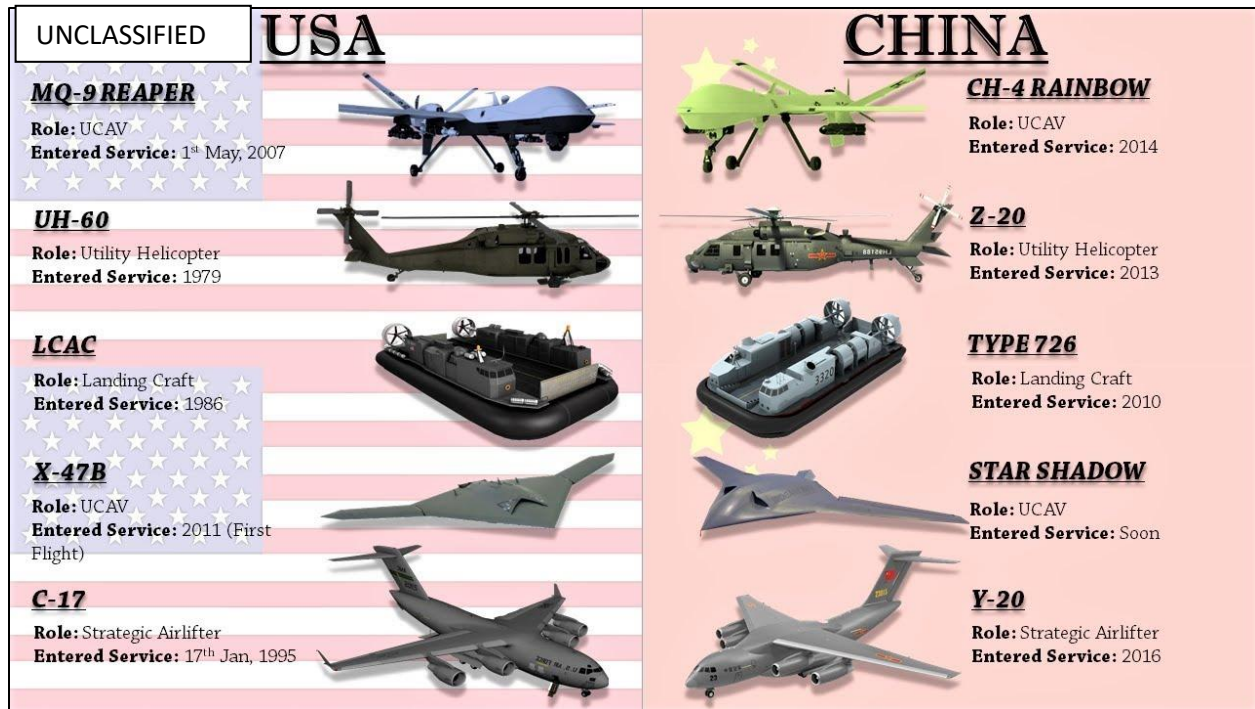 UNCLASSIFIED
USA
MQ-9 REAPER
Role: UCAV
Entered Service: 1st May, 2007
UH-60
Role: Utility Helicopter
Entered Service: 1979
LCAC
Role: Landing Craft
Entered Service: 1986
X-47B
Role: UCAV
Entered Service: 2011 (First
Flight)
C-17
Role: Strategic Airlifter
Entered Service: 17th Jan, 1995
CHINA
CH-4 RAINBOW
Role: UCAV
Entered Service: 2014
Z-20
Role: Utility Helicopter
Entered Service: 2013
TYPE 726
Role: Landing Craft
Entered Service: 2010
3320
STAR SHADOW
Role: UCAV
Entered Service: Soon
Y-20
Role: Strategic Airlifter
Entered Service: 2016
23